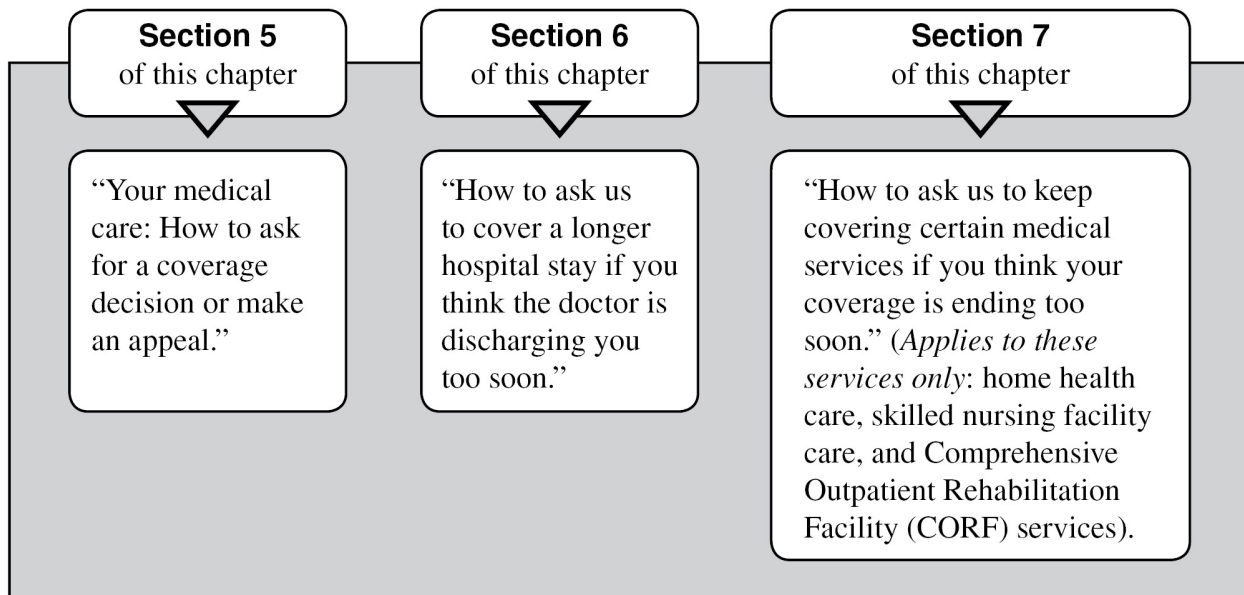 Section 5
of this chapter
“Your medical
care: How to ask
for a coverage
decision or make
an appeal.”
Section 6
of this chapter
“How to ask us
to cover a longer
hospital stay if you
think the doctor is
discharging you
too soon.”
Section 7
of this chapter
“How to ask us to keep
covering certain medical
services if you think your
coverage is ending too
soon.” (Applies to these
services only: home health
care, skilled nursing facility
care, and Comprehensive
Outpatient Rehabilitation
Facility (CORF) services).